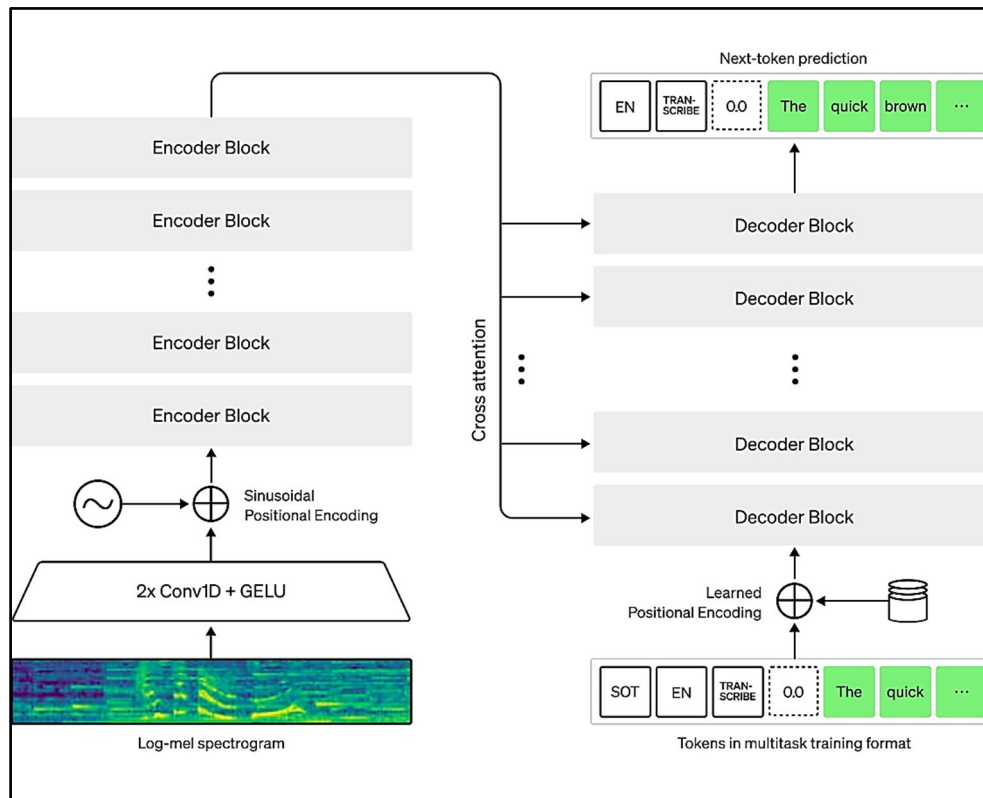 Next-token prediction
EN
TRAN-
SCRIBE
0.0
The
quick
brown
...
Encoder Block
Encoder Block
Encoder Block
Encoder Block
Sinusoidal
Positional Encoding
2x Conv1D + GELU
Log-mel spectrogram
Cross attention
Decoder Block
Decoder Block
Decoder Block
Decoder Block
Learned
Positional Encoding
SOT
EN
TRAN-
SCRIBE
0.0
The
quick
...
Tokens in multitask training format